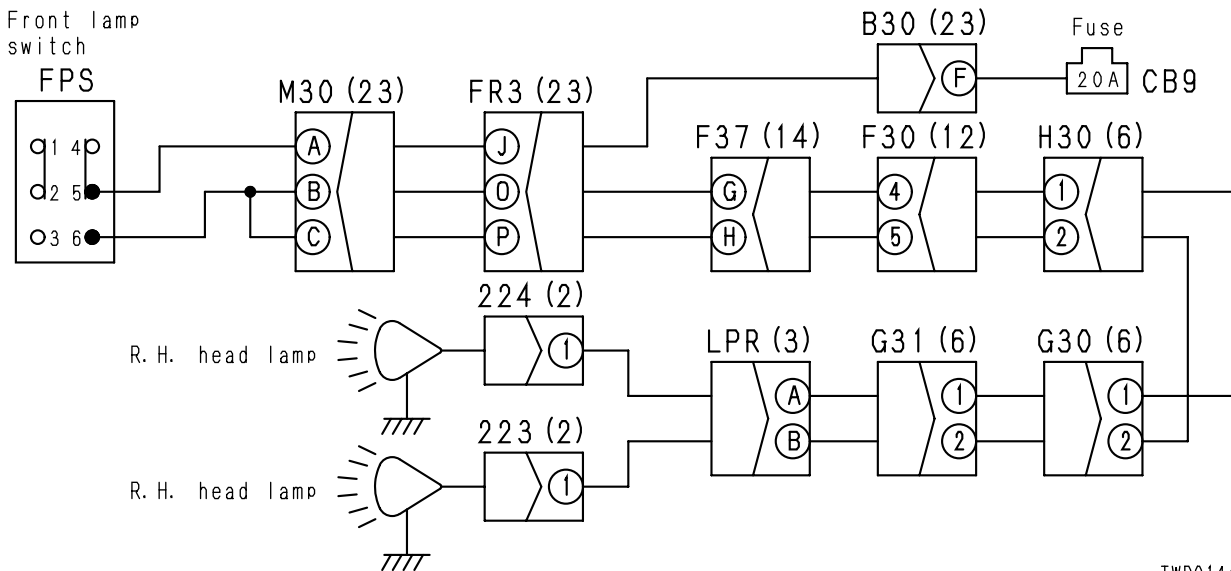 Front lamp
switch
FPS
B30 (23)
Fuse
20A CB9
F
M30 (23)
FR3 (23)
F37 (14)
F30 (12)
H30 (6)
1 4
2 5
3 6
A
B
C
J
O
P
G
H
4
5
1
2
224 (2)
1
R.H. head lamp
LPR (3)
G31 (6)
G30 (6)
A
B
1
2
1
2
223 (2)
1
R.H. head lamp